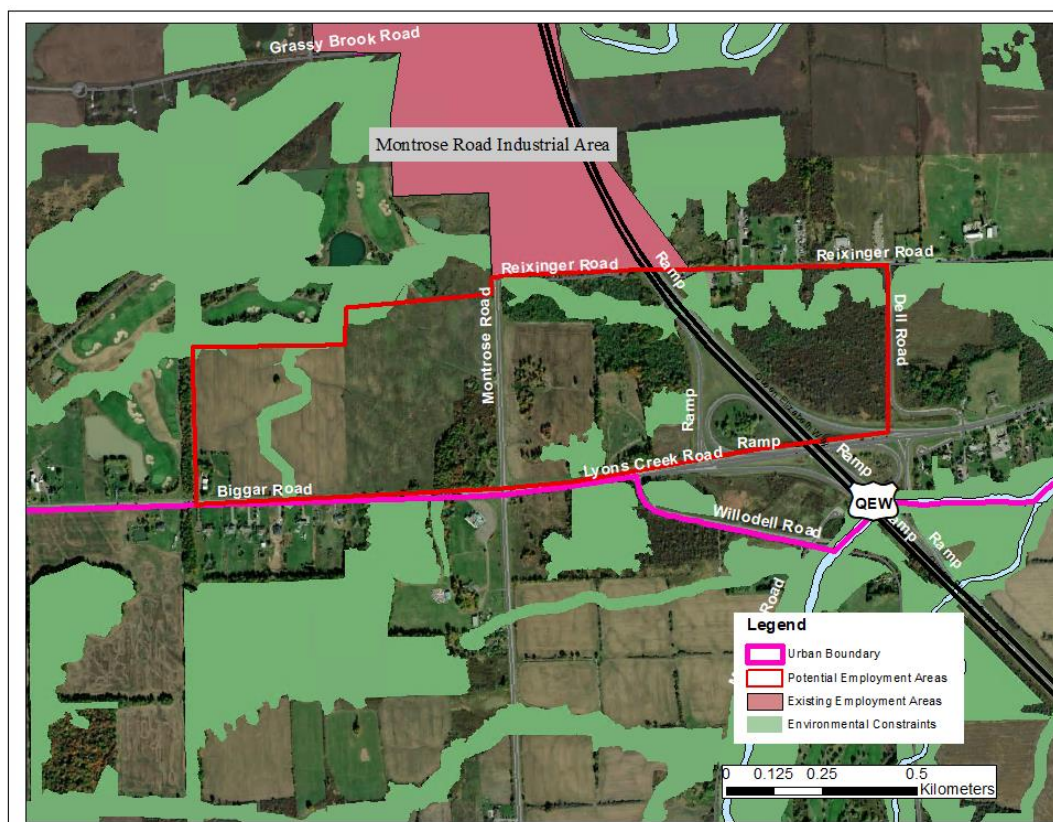 Grassy Brook Road
Montrose Road Industrial Area
Reixinger Road
Ramp
Reixinger Road
Dell Road
Montrose Road
Ramp
Ramp
Lyons Creek Road
Biggar Road
Ramp
QEW
Willodell Road
Ramp
Ramp
Road
Legend
Urban Boundary
Potential Employment Areas
Existing Employment Areas
Environmental Constraints
0 0.125 0.25 0.5
Kilometers